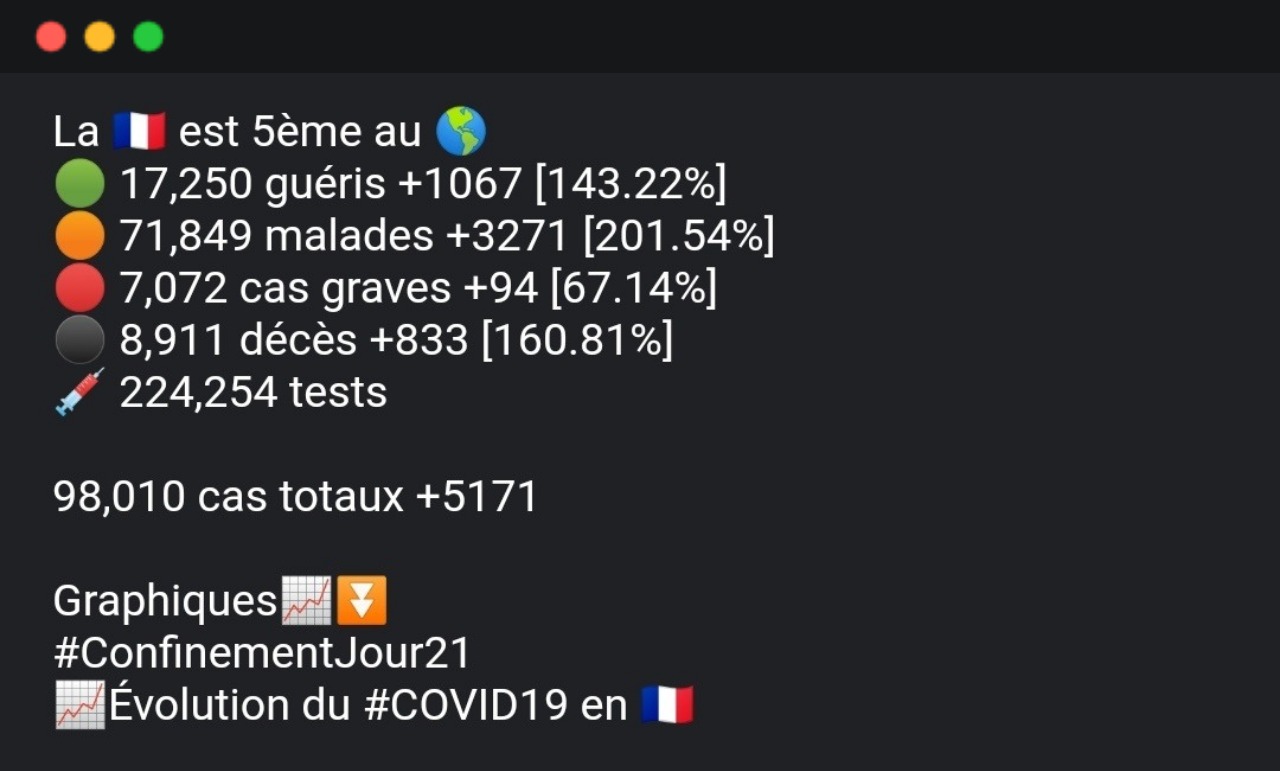 La 🇫🇷 est 5ème au 🌎
🟢 17,250 guéris +1067 [143.22%]
🟠 71,849 malades +3271 [201.54%]
🔴 7,072 cas graves +94 [67.14%]
⚫ 8,911 décès +833 [160.81%]
💉 224,254 tests
98,010 cas totaux +5171
Graphiques📈⏬
#ConfinementJour21
📈Évolution du #COVID19 en 🇫🇷